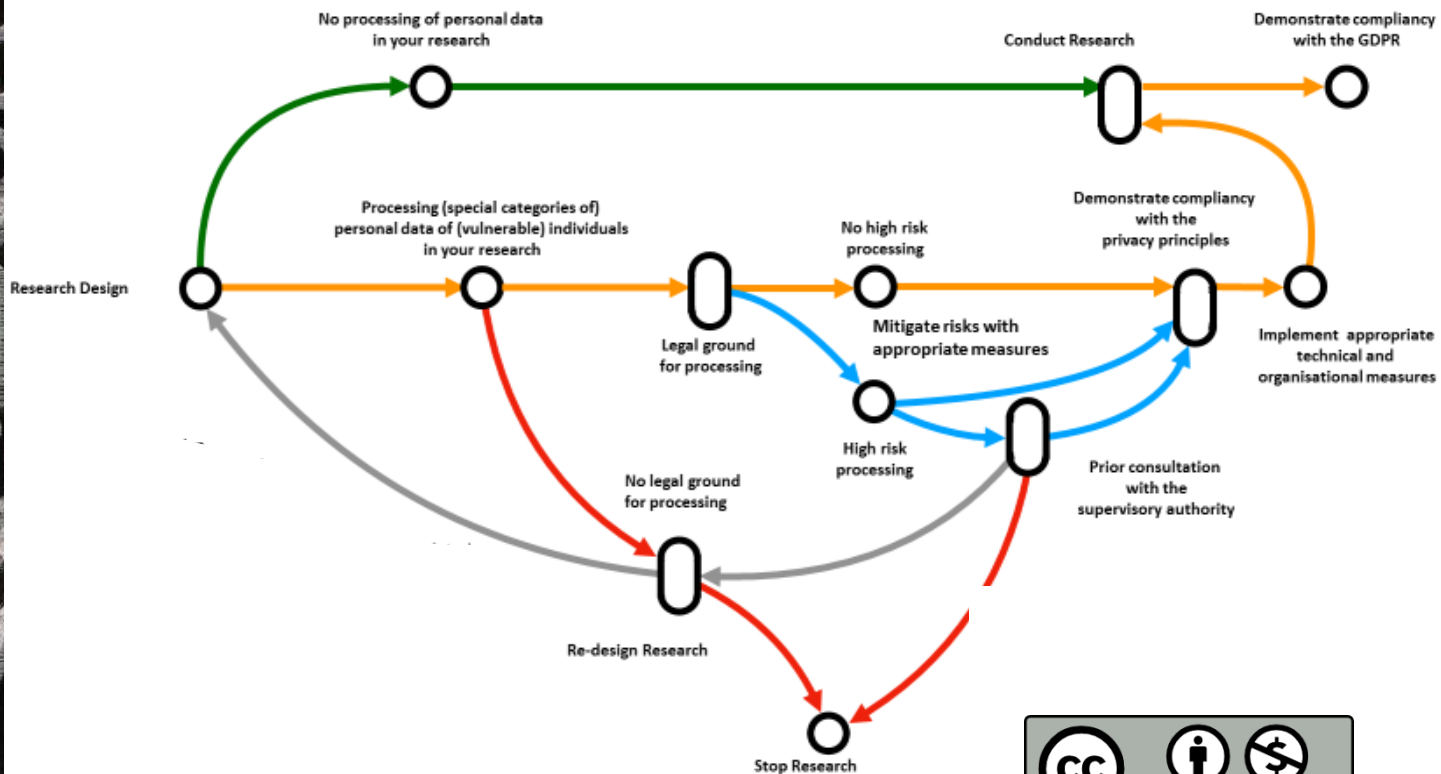 No processing of personal data
in your research
Conduct Research
Demonstrate compliancy
with the GDPR
Processing (special categories of)
personal data of (vulnerable) individuals
in your research
Demonstrate compliancy
with the
privacy principles
No high risk
processing
Research Design
Legal ground
for processing
Mitigate risks with
appropriate measures
Implement appropriate
technical and
organisational measures
High risk
processing
Prior consultation
with the
supervisory authority
No legal ground
for processing
Re-design Research
Stop Research
cc